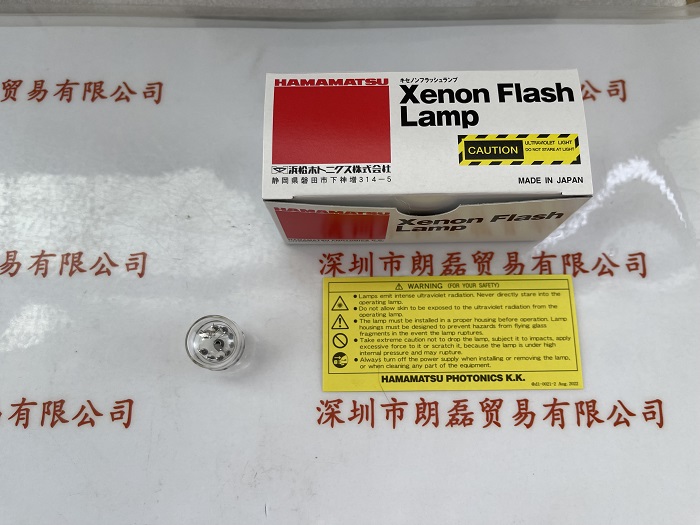 HAMAMATSU
キセノンフラッシュランプ
Xenon Flash
Lamp
CAUTION
ULTRAVIOLET LIGHT
DO NOT STARE AT LIGHT
浜松ホトニクス株式会社
静岡県磐田市下神増314-5
MADE IN JAPAN
HAMAMATSU
Xenon Flash
Lamp
HAMAMATSU PHOTONICS K.K.
贸易有限公司
磊贸易有限公司
深圳市朗磊贸易有限公司
易有限公司
深圳市朗磊贸易有限公司
WARNING (FOR YOUR SAFETY)
● Lamps emit intense ultraviolet radiation. Never directly stare into the
operating lamp.
● Do not allow skin to be exposed to the ultraviolet radiation from the
operating lamp.
● The lamp must be installed in a proper housing before operation. Lamp
housings must be designed to prevent hazards from flying glass
fragments in the event the lamp ruptures.
● Take extreme caution not to drop the lamp, subject it to impacts, apply
excessive force to it or scratch it, because the lamp is under high
internal pressure and may rupture.
● Always turn off the power supply when installing or removing the lamp,
or when cleaning any part of the equipment.
HAMAMATSU PHOTONICS K.K.
Aug. 2022